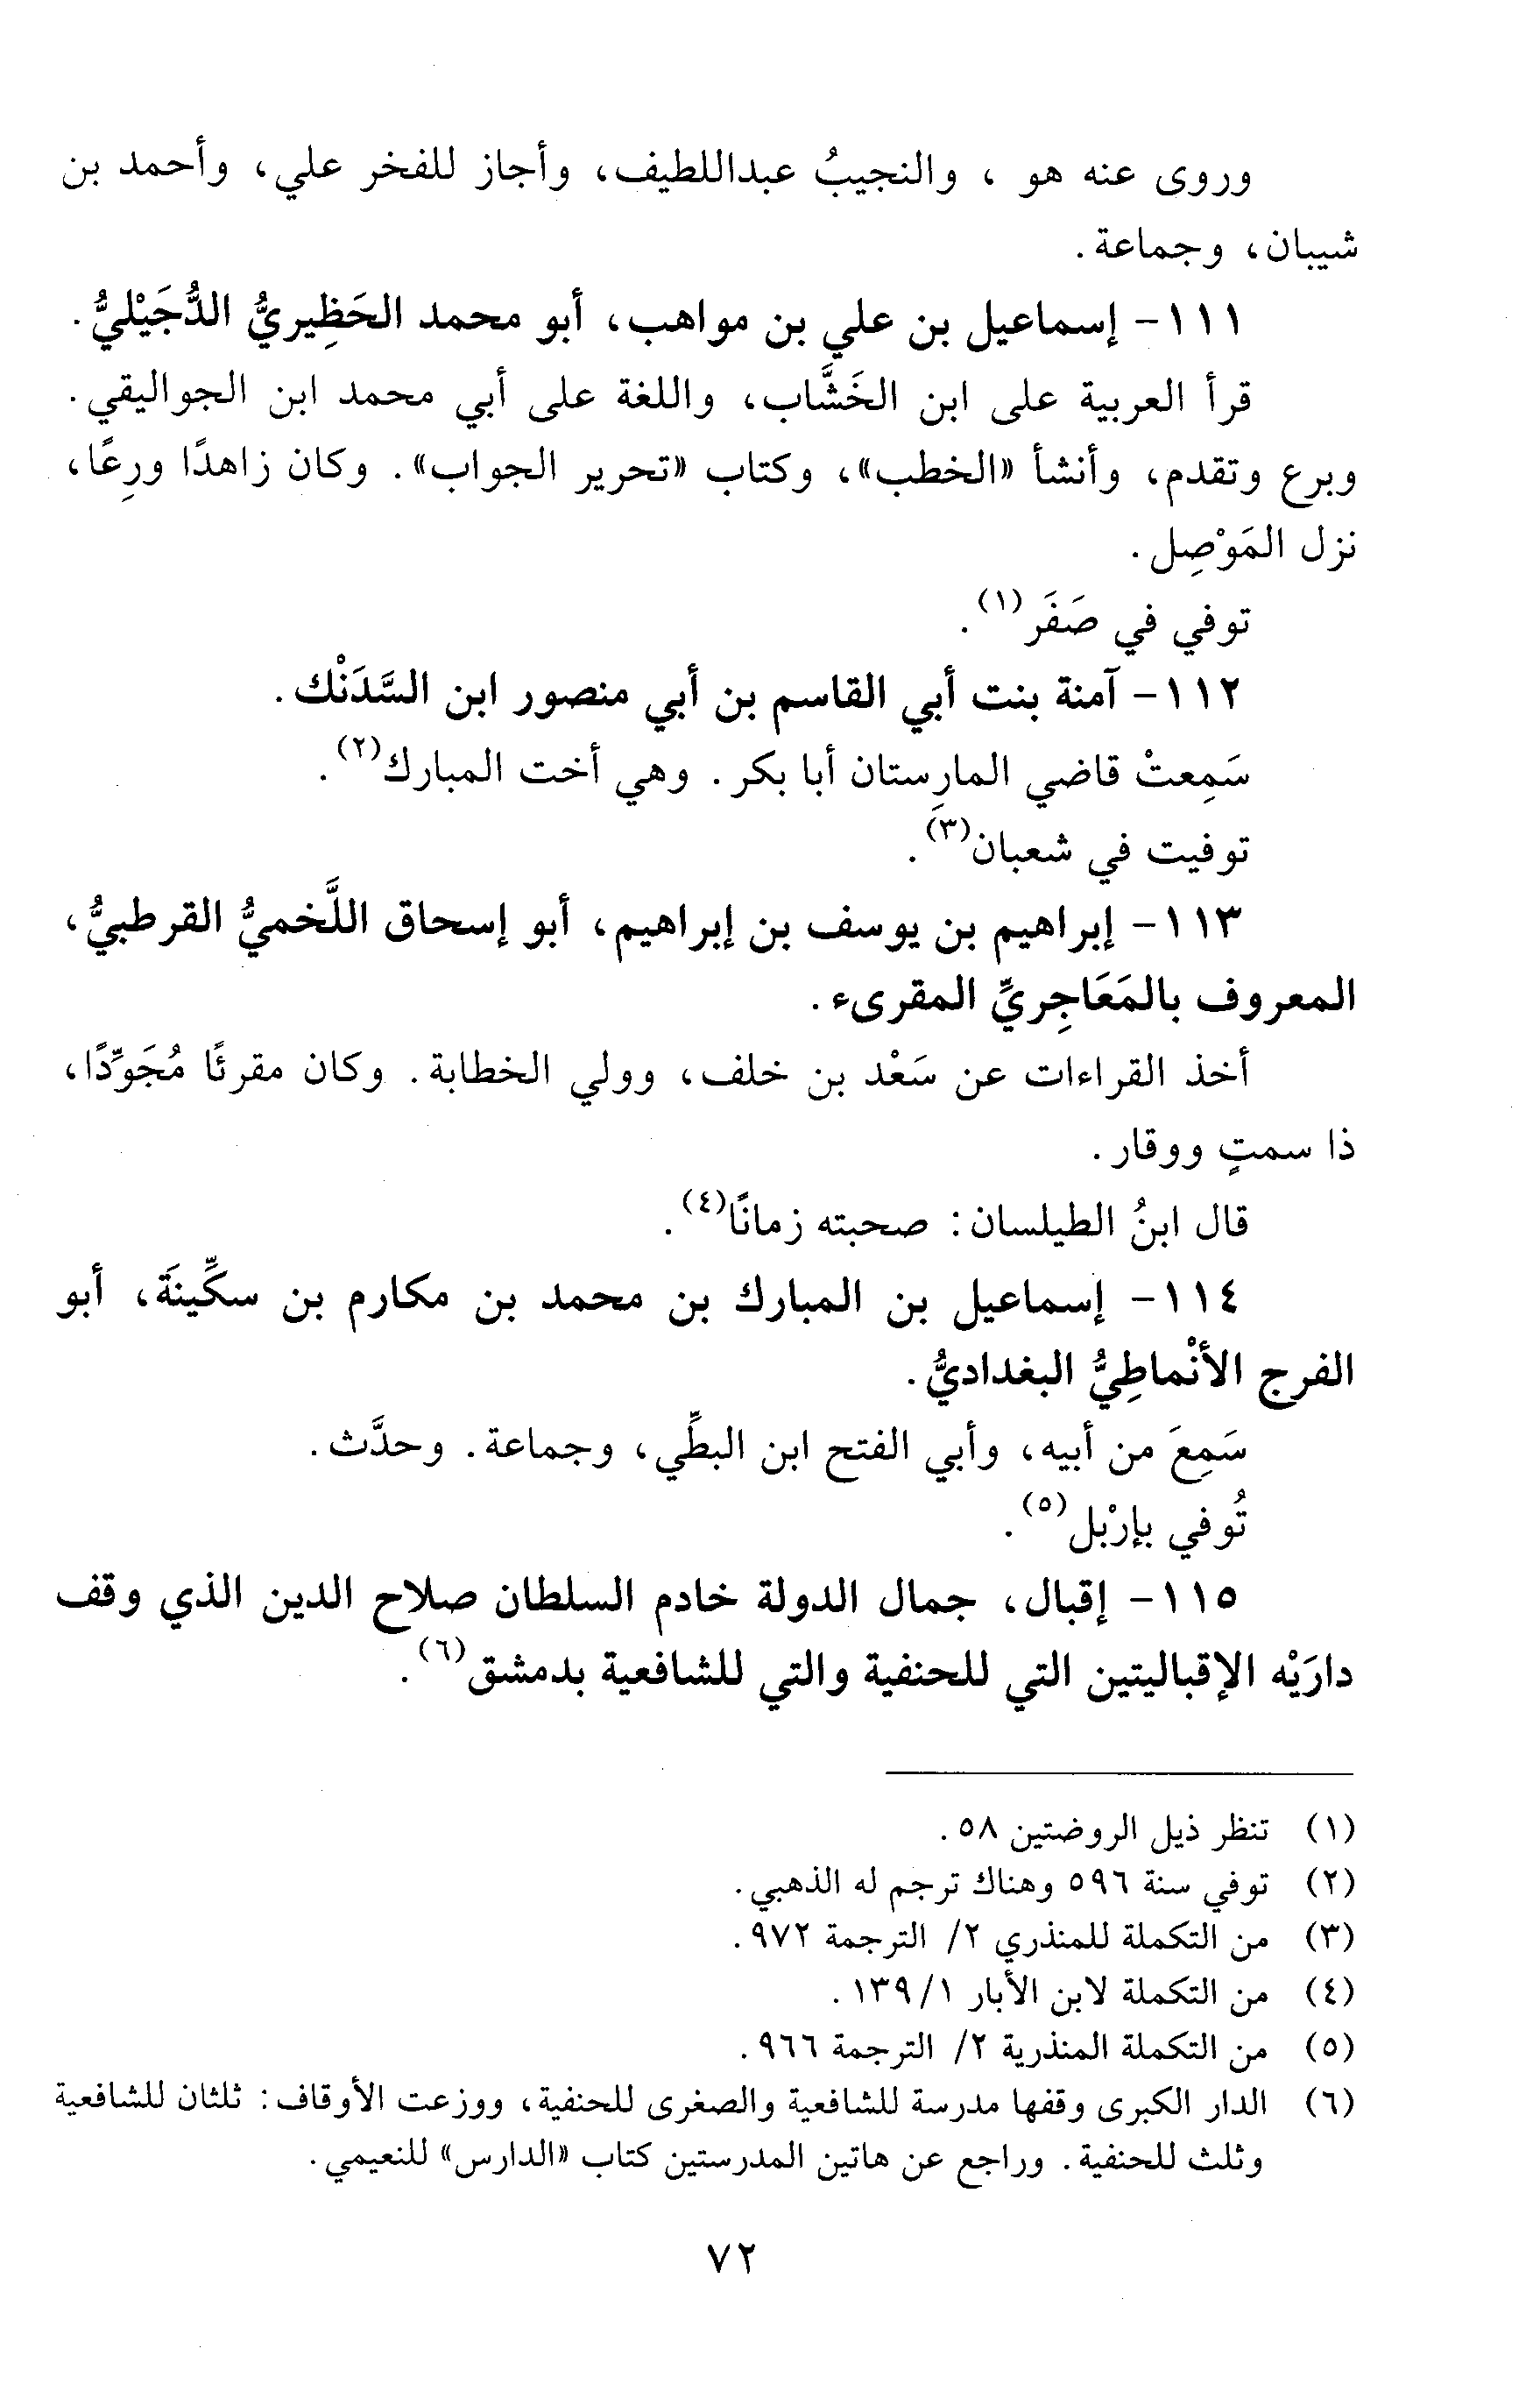 وروى عنه هو ، والنجيبُ عبداللطيف، وأجاز للفخر علي، وأحمد بن
شيبان، وجماعة.
١١١- إسماعيل بن علي بن مواهب، أبو محمد الحَظِيريُّ الدُّجَيْليُّ.
قرأ العربية على ابن الخَشَّاب، واللغة على أبي محمد ابن الجواليقي.
وبرع وتقدم، وأنشأ «الخطب»، وكتاب «تحرير الجواب». وكان زاهدًا ورِعًا،
نزل المَوْصِل.
توفي في صَفَر(١).
١١٢- آمنة بنت أبي القاسم بن أبي منصور ابن السَّدَنْك.
سَمِعتْ قاضي المارِستان أبا بكر. وهي أخت المبارك(٢).
توفيت في شعبان(٣).
١١٣- إبراهيم بن يوسف بن إبراهيم، أبو إسحاق اللَّخميُّ القرطبيُّ،
المعروف بالمَعَاجِريِّ المقرىء.
أخذ القراءات عن سَعْد بن خلف، وولي الخطابة. وكان مقرئًا مُجَوِّدًا،
ذا سمتٍ ووقار.
قال ابنُ الطيلسان: صحبته زمانًا(٤).
١١٤- إسماعيل بن المبارك بن محمد بن مكارم بن سكِّينَة، أبو
الفرج الأنْماطِيُّ البغداديُّ.
سَمِعَ من أبيه، وأبي الفتح ابن البطِّي، وجماعة. وحدَّث.
تُوفي بإرْبل(٥).
١١٥- إقبال، جمال الدولة خادم السلطان صلاح الدين الذي وقف
دارَيْه الإقباليتين التي للحنفية والتي للشافعية بدمشق(٦).
(١) تنظر ذيل الروضتين ٥٨.
(٢) توفي سنة ٥٩٦ وهناك ترجم له الذهبي.
(٣) من التكملة للمنذري ٢/ الترجمة ٩٧٢.
(٤) من التكملة لابن الأبار ١/ ١٣٩.
(٥) من التكملة المنذرية ٢/ الترجمة ٩٦٦.
(٦) الدار الكبرى وقفها مدرسة للشافعية والصغرى للحنفية، ووزعت الأوقاف: ثلثان للشافعية
وثلث للحنفية. وراجع عن هاتين المدرستين كتاب «الدارس» للنعيمي.
٧٢